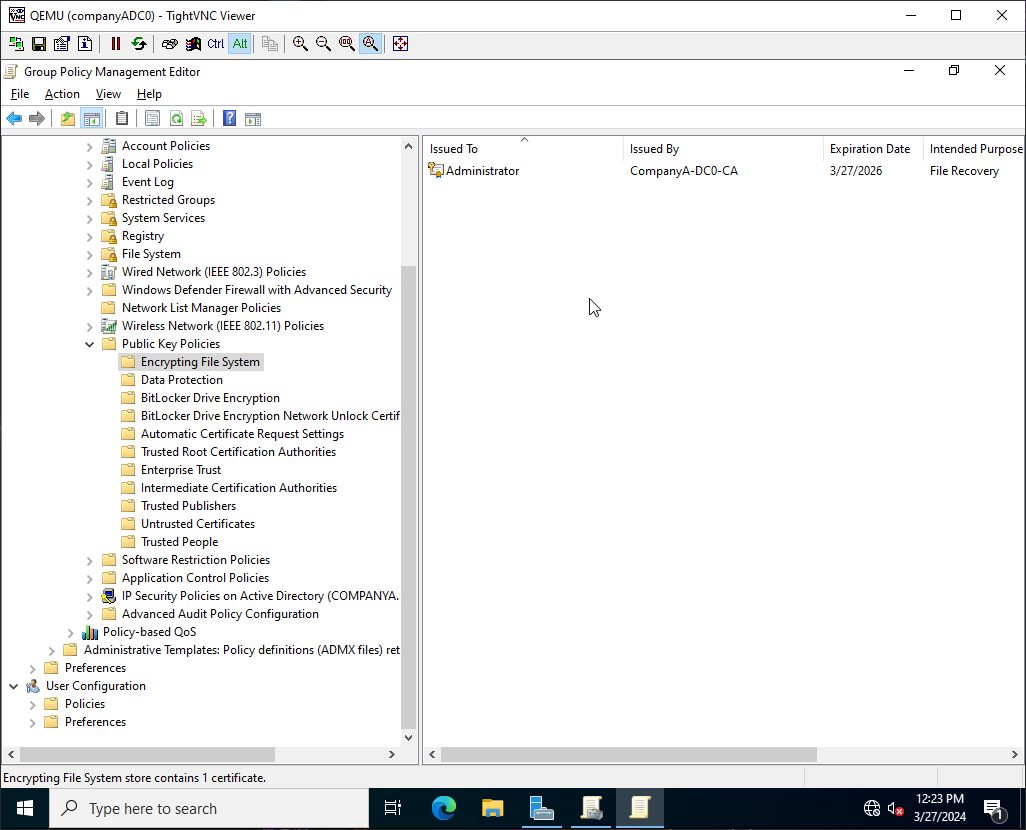 QEMU (companyADC0) - TightVNC Viewer
Ctrl Alt
Group Policy Management Editor
File Action View Help
Account Policies
Local Policies
Event Log
Restricted Groups
System Services
Registry
File System
Wired Network (IEEE 802.3) Policies
Windows Defender Firewall with Advanced Security
Network List Manager Policies
Wireless Network (IEEE 802.11) Policies
Public Key Policies
Encrypting File System
Data Protection
BitLocker Drive Encryption
BitLocker Drive Encryption Network Unlock Certif
Automatic Certificate Request Settings
Trusted Root Certification Authorities
Enterprise Trust
Intermediate Certification Authorities
Trusted Publishers
Untrusted Certificates
Trusted People
Software Restriction Policies
Application Control Policies
IP Security Policies on Active Directory (COMPANYA.
Advanced Audit Policy Configuration
Policy-based QoS
Administrative Templates: Policy definitions (ADMX files) ret
Preferences
User Configuration
Policies
Preferences
Issued To Issued By Expiration Date Intended Purpose
Administrator CompanyA-DC0-CA 3/27/2026 File Recovery
Encrypting File System store contains 1 certificate.
Type here to search
12:23 PM
3/27/2024
1